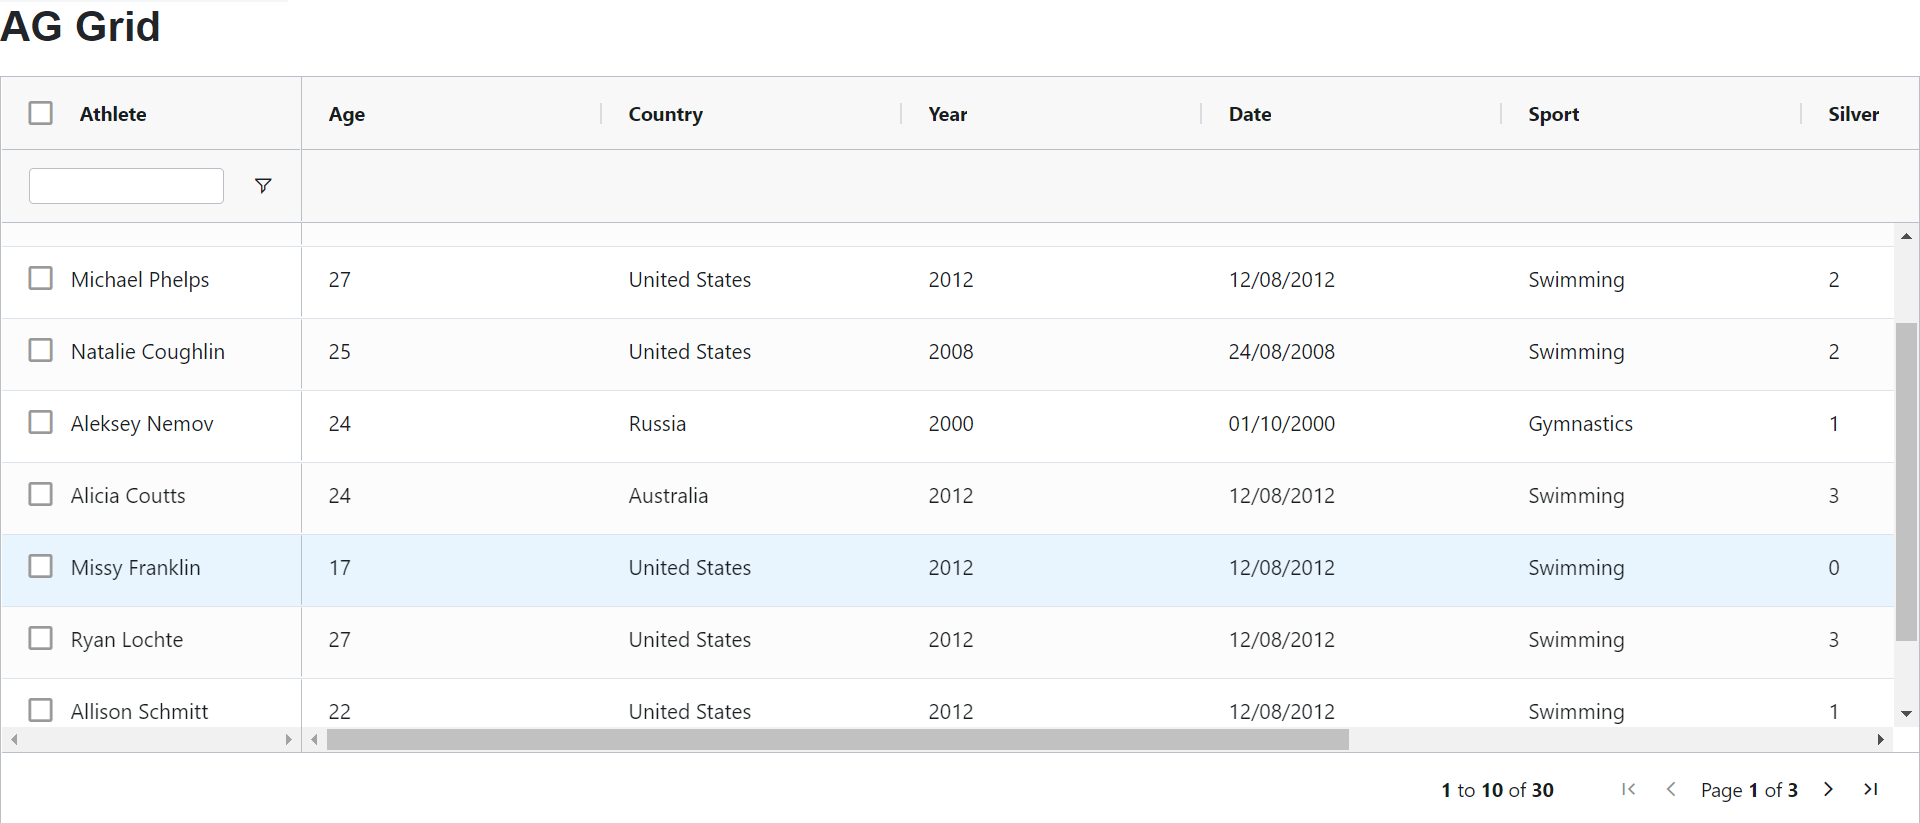 AG Grid
Athlete Age Country Year Date Sport Silver
Michael Phelps 27 United States 2012 12/08/2012 Swimming 2
Natalie Coughlin 25 United States 2008 24/08/2008 Swimming 2
Aleksey Nemov 24 Russia 2000 01/10/2000 Gymnastics 1
Alicia Coutts 24 Australia 2012 12/08/2012 Swimming 3
Missy Franklin 17 United States 2012 12/08/2012 Swimming 0
Ryan Lochte 27 United States 2012 12/08/2012 Swimming 3
Allison Schmitt 22 United States 2012 12/08/2012 Swimming 1
1 to 10 of 30 Page 1 of 3